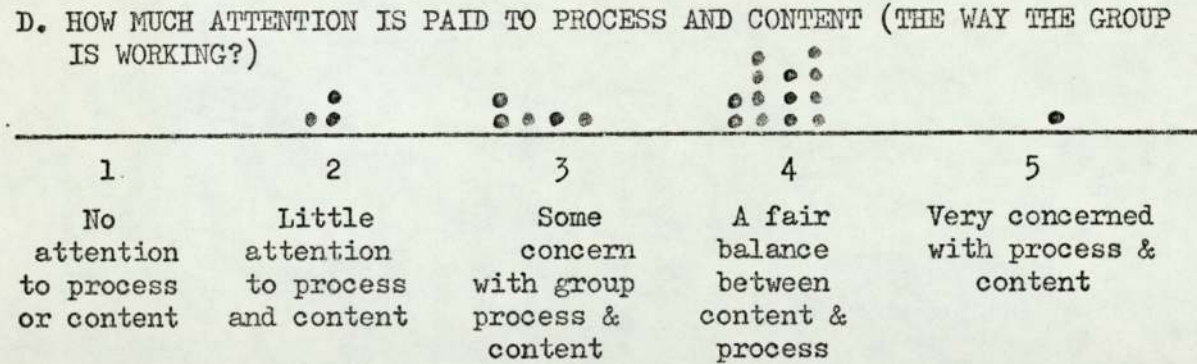 D. HOW MUCH ATTENTION IS PAID TO PROCESS AND CONTENT (THE WAY THE GROUP
IS WORKING?)
1
2
3
4
5
No
attention
to process
or content
Little
attention
to process
and content
Some
concern
with group
process &
content
A fair
balance
between
content &
process
Very concerned
with process &
content